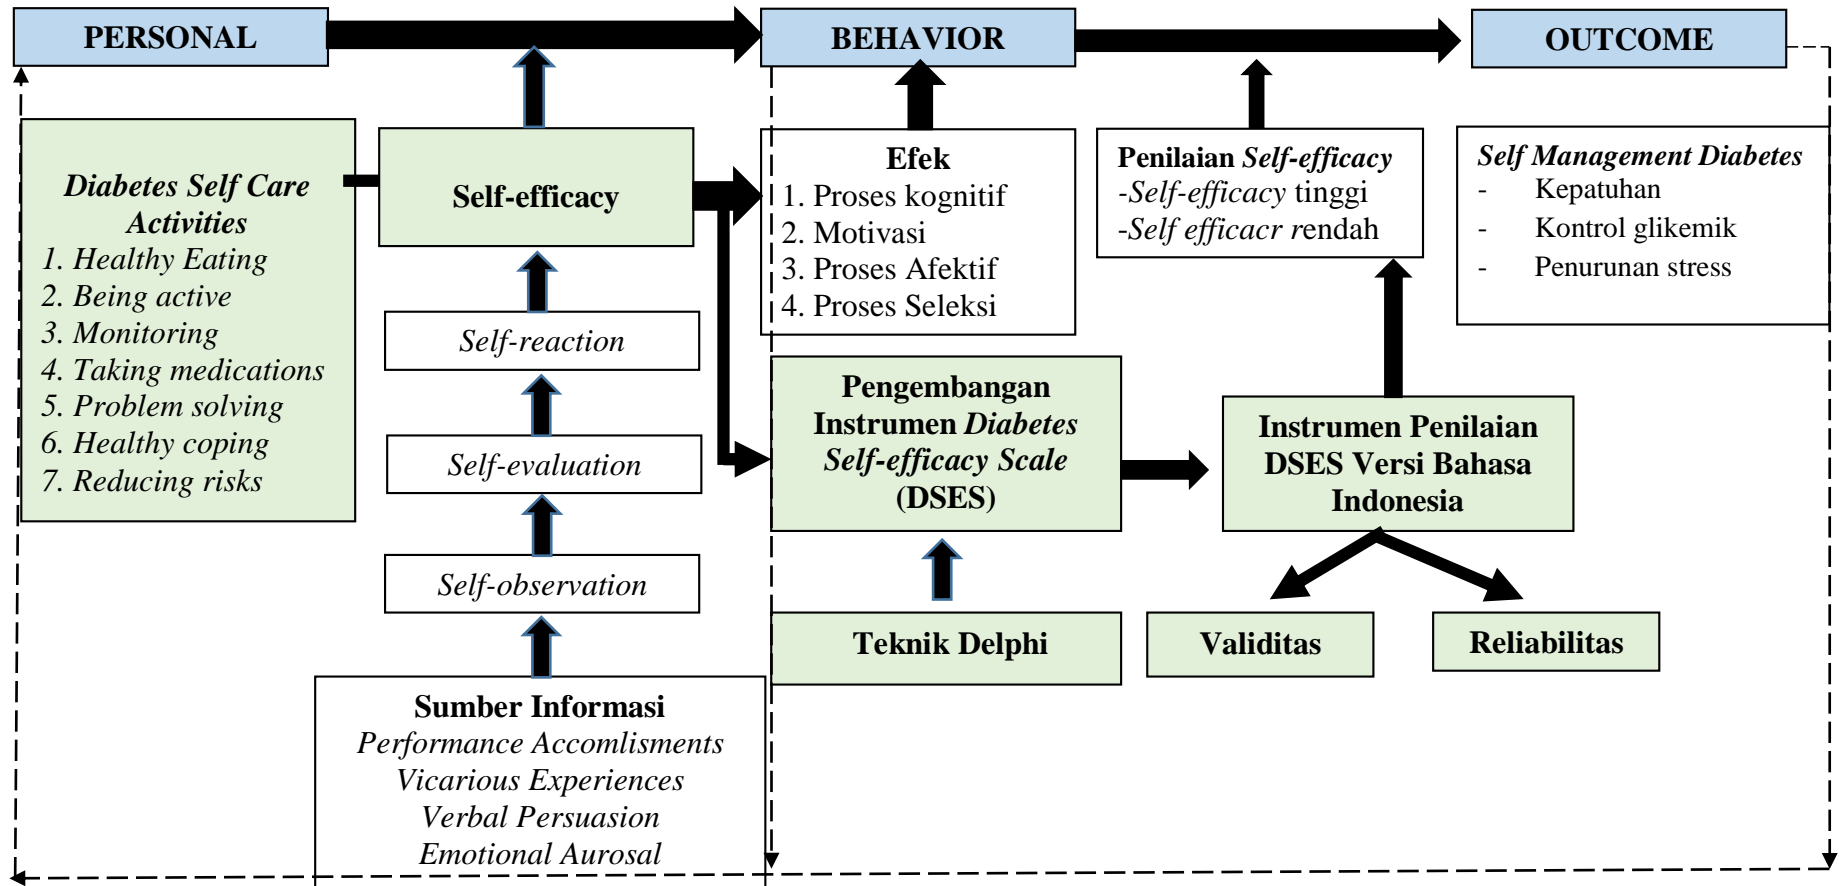 PERSONAL
BEHAVIOR
OUTCOME
Diabetes Self Care
Activities
1. Healthy Eating
2. Being active
3. Monitoring
4. Taking medications
5. Problem solving
6. Healthy coping
7. Reducing risks
Self-efficacy
Self-reaction
Self-evaluation
Self-observation
Sumber Informasi
Performance Accomlisments
Vicarious Experiences
Verbal Persuasion
Emotional Aurosal
Efek
1. Proses kognitif
2. Motivasi
3. Proses Afektif
4. Proses Seleksi
Pengembangan
Instrumen Diabetes
Self-efficacy Scale
(DSES)
Teknik Delphi
Penilaian Self-efficacy
-Self-efficacy tinggi
-Self efficacr rendah
Instrumen Penilaian
DSES Versi Bahasa
Indonesia
Validitas
Reliabilitas
Self Management Diabetes
- Kepatuhan
- Kontrol glikemik
- Penurunan stress